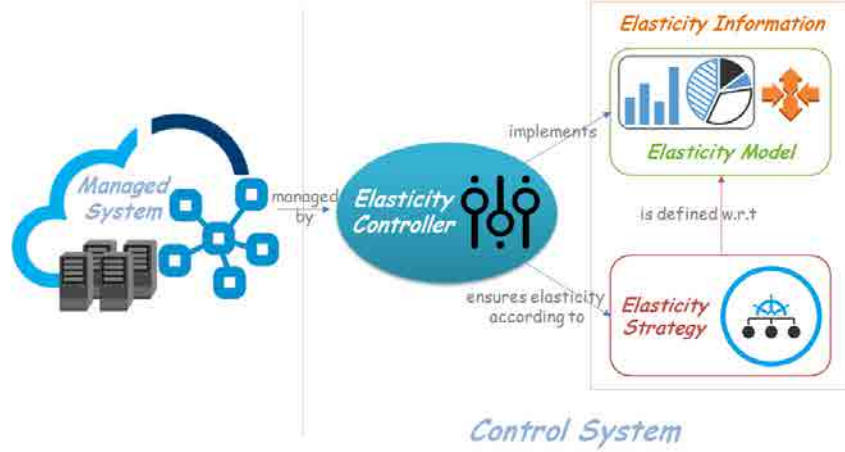 Elasticity Information
Elasticity Model
implements
Managed
System
managed
by
Elasticity
Controller
is defined w.r.t
ensures elasticity
according to
Elasticity
Strategy
Control System